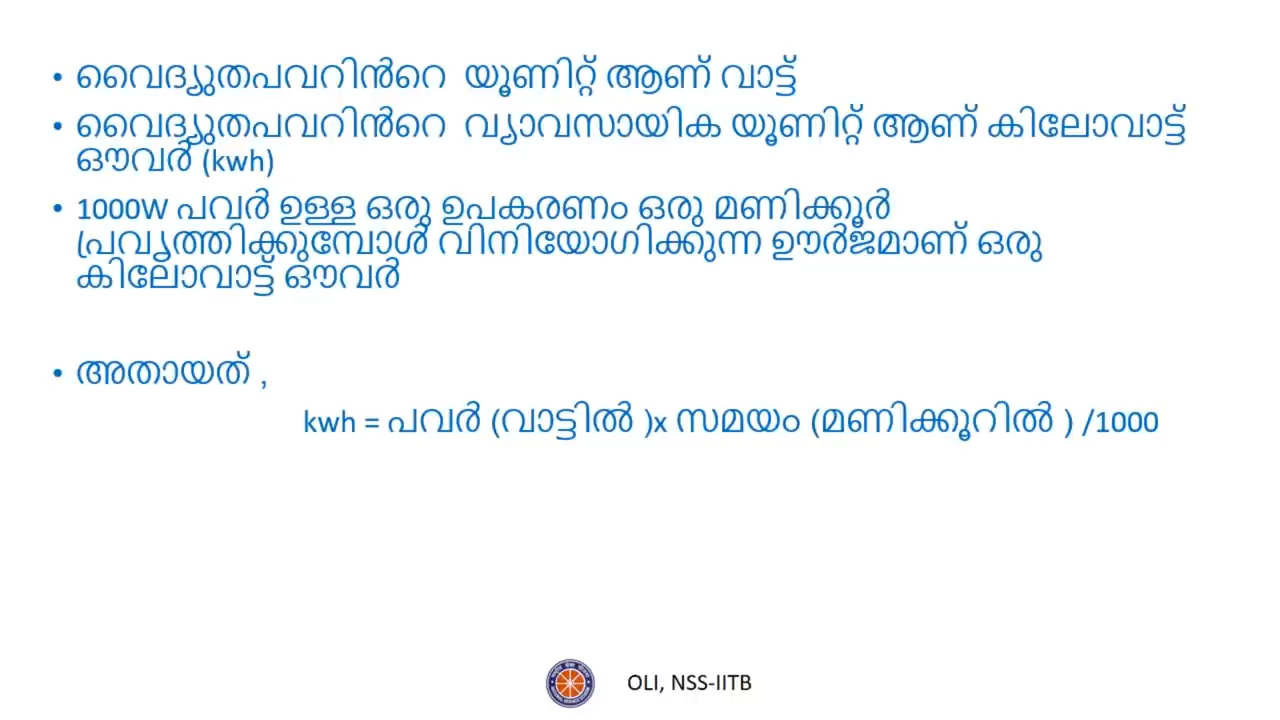 • വൈദ്യുതപവറിൻറെ യൂണിറ്റ് ആണ് വാട്ട്
• വൈദ്യുതപവറിൻറെ വ്യാവസായിക യൂണിറ്റ് ആണ് കിലോവാട്ട്
ഔവർ (kwh)
• 1000W പവർ ഉള്ള ഒരു ഉപകരണം ഒരു മണിക്കൂർ
പ്രവൃത്തിക്കുമ്പോൾ വിനിയോഗിക്കുന്ന ഊർജമാണ് ഒരു
കിലോവാട്ട് ഔവർ
• അതായത് ,
kwh = പവർ (വാട്ടിൽ )x സമയം (മണിക്കൂറിൽ ) /1000
OLI, NSS-IITB